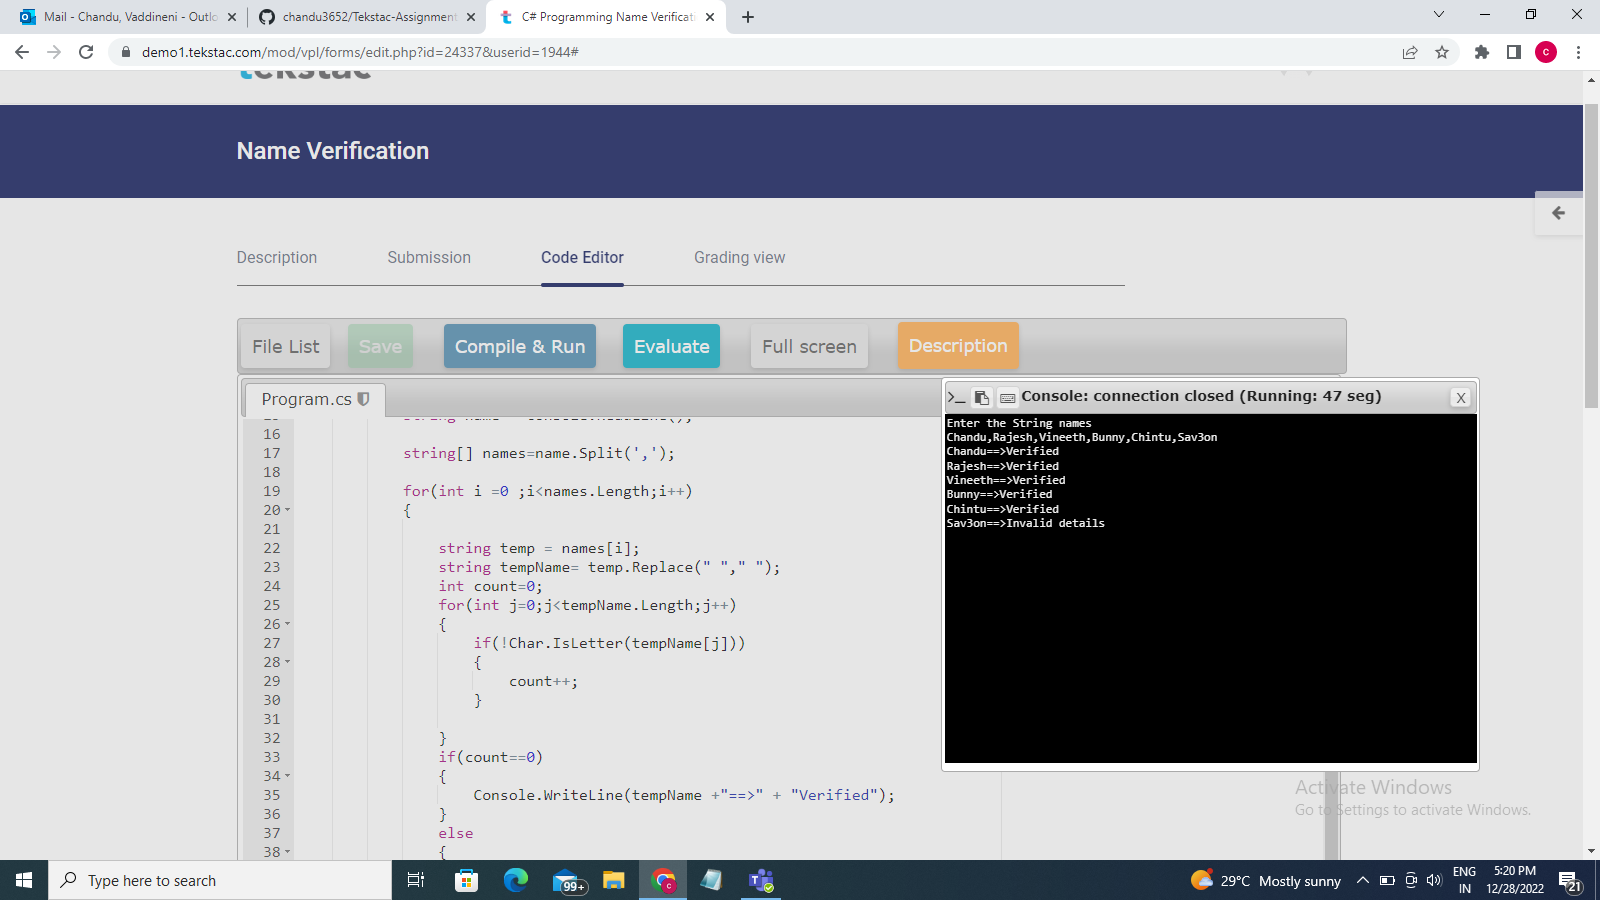 Mail - Chandu, Vaddineni - Outlo
chandu3652/Tekstac-Assignment
C# Programming Name Verificati
demo1.tekstac.com/mod/vpl/forms/edit.php?id=24337&userid=1944#
c
tekstac
Name Verification
Description
Submission
Code Editor
Grading view
File List
Save
Compile & Run
Evaluate
Full screen
Description
Program.cs
16
17 string[] names=name.Split(',');
18
19 for(int i =0 ;i<names.Length;i++)
20 {
21
22 string temp = names[i];
23 string tempName= temp.Replace(" "," ");
24 int count=0;
25 for(int j=0;j<tempName.Length;j++)
26 {
27 if(!Char.IsLetter(tempName[j]))
28 {
29 count++;
30 }
31
32 }
33 if(count==0)
34 {
35 Console.WriteLine(tempName +"==>" + "Verified");
36 }
37 else
38 {
Console: connection closed (Running: 47 seg)
X
Enter the String names
Chandu,Rajesh,Vineeth,Bunny,Chintu,Sav3on
Chandu==>Verified
Rajesh==>Verified
Vineeth==>Verified
Bunny==>Verified
Chintu==>Verified
Sav3on==>Invalid details
Activate Windows
Go to Settings to activate Windows.
Type here to search
99+
29°C Mostly sunny
ENG
IN
5:20 PM
12/28/2022
21